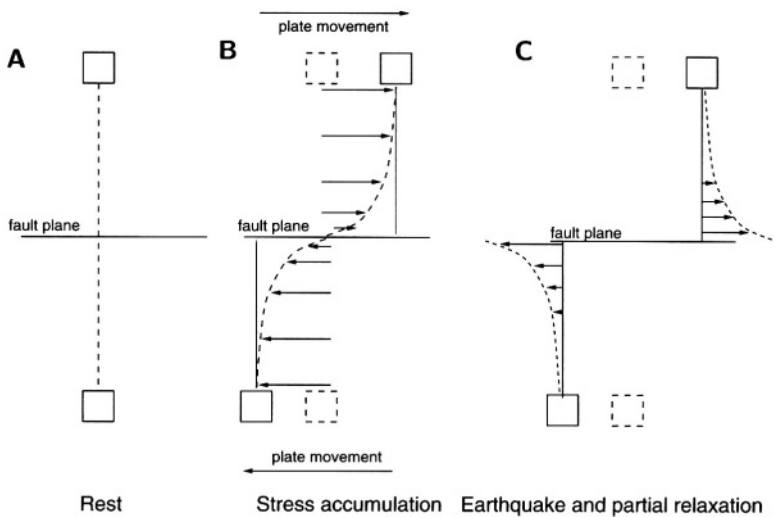 plate movement
A
B
C
fault plane
fault plane
fault plane
plate movement
Rest
Stress accumulation
Earthquake and partial relaxation